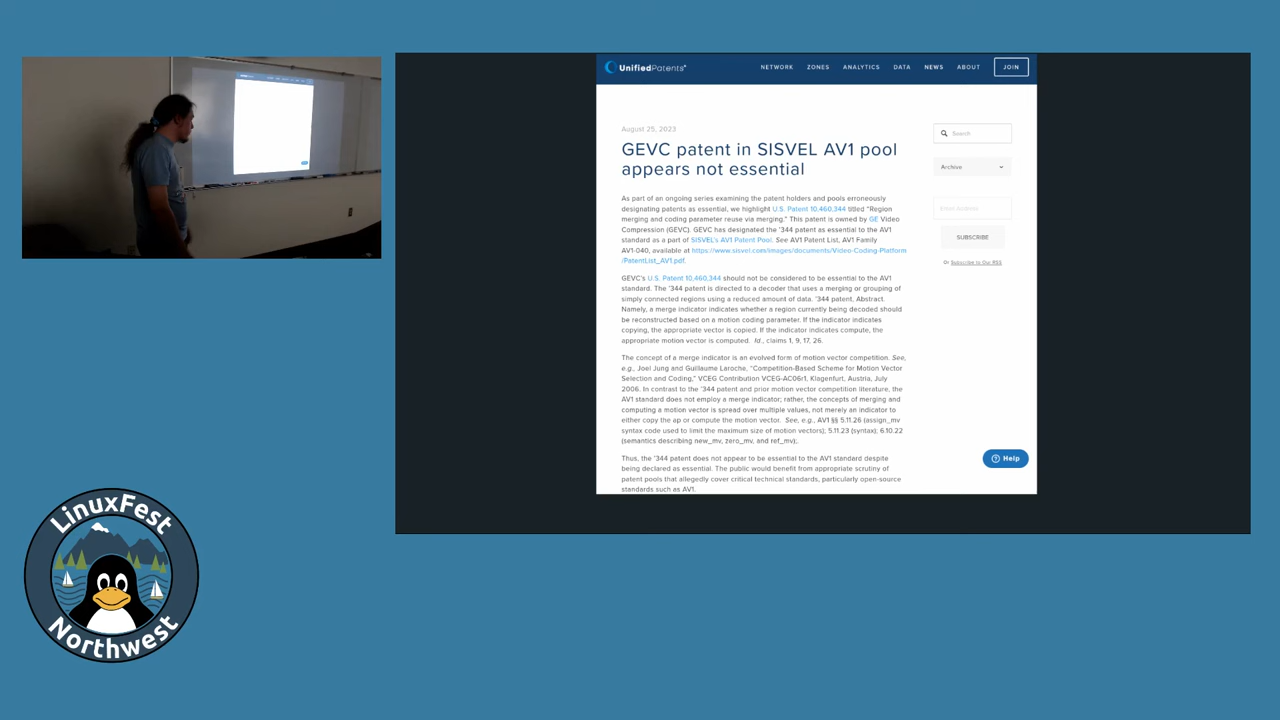 UnifiedPatents®
NETWORK ZONES ANALYTICS DATA NEWS ABOUT JOIN
August 25, 2023
GEVC patent in SISVEL AV1 pool
appears not essential
As part of an ongoing series examining the patent holders and pools erroneously
designating patents as essential, we highlight U.S. Patent 10,460,344 titled "Region
merging and coding parameter reuse via merging." This patent is owned by GE Video
Compression (GEVC). GEVC has designated the '344 patent as essential to the AV1
standard as a part of SISVEL's AV1 Patent Pool. See AV1 Patent List, AV1 Family
AV1-040, available at https://www.sisvel.com/images/documents/Video-Coding-Platform
/PatentList_AV1.pdf.
GEVC's U.S. Patent 10,460,344 should not be considered to be essential to the AV1
standard. The '344 patent is directed to a decoder that uses a merging or grouping of
simply connected regions using a reduced amount of data. '344 patent, Abstract.
Namely, a merge indicator indicates whether a region currently being decoded should
be reconstructed based on a motion coding parameter. If the indicator indicates
copying, the appropriate vector is copied. If the indicator indicates compute, the
appropriate motion vector is computed. Id., claims 1, 9, 17, 26.
The concept of a merge indicator is an evolved form of motion vector competition. See,
e.g., Joel Jung and Guillaume Laroche, "Competition-Based Scheme for Motion Vector
Selection and Coding," VCEG Contribution VCEG-AC06r1, Klagenfurt, Austria, July
2006. In contrast to the '344 patent and prior motion vector competition literature, the
AV1 standard does not employ a merge indicator; rather, the concepts of merging and
computing a motion vector is spread over multiple values, not merely an indicator to
either copy the ap or compute the motion vector. See, e.g., AV1 §§ 5.11.26 (assign_mv
syntax code used to limit the maximum size of motion vectors); 5.11.23 (syntax); 6.10.22
(semantics describing new_mv, zero_mv, and ref_mv);.
Thus, the '344 patent does not appear to be essential to the AV1 standard despite
being declared as essential. The public would benefit from appropriate scrutiny of
patent pools that allegedly cover critical technical standards, particularly open-source
standards such as AV1.
Search
Archive
Email Address
SUBSCRIBE
Or Subscribe to Our RSS
Help
LinuxFest
Northwest